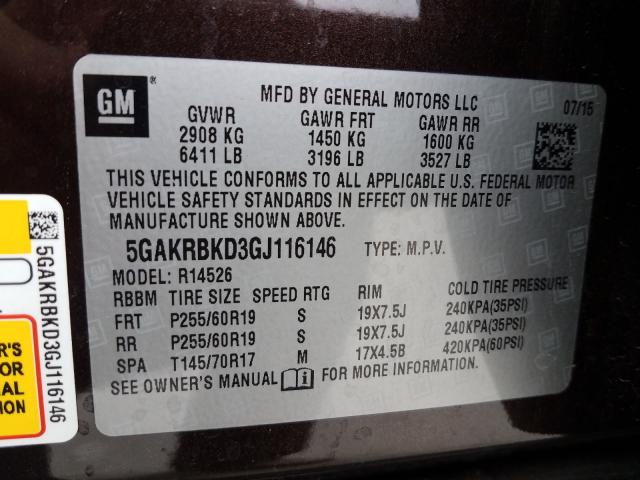 GM
®
MFD BY GENERAL MOTORS LLC
07/15
GVWR GAWR FRT GAWR RR
2908 KG 1450 KG 1600 KG
6411 LB 3196 LB 3527 LB
THIS VEHICLE CONFORMS TO ALL APPLICABLE U.S. FEDERAL MOTOR
VEHICLE SAFETY STANDARDS IN EFFECT ON THE DATE OF
MANUFACTURE SHOWN ABOVE.
5GAKRBKD3GJ116146 TYPE: M.P.V.
MODEL: R14526
RBBM TIRE SIZE SPEED RTG RIM COLD TIRE PRESSURE
FRT P255/60R19 S 19X7.5J 240KPA(35PSI)
RR P255/60R19 S 19X7.5J 240KPA(35PSI)
SPA T145/70R17 M 17X4.5B 420KPA(60PSI)
SEE OWNER'S MANUAL i FOR MORE INFORMATION.
5GAKRBKD3GJ116146
R'S
OR
AL
ION